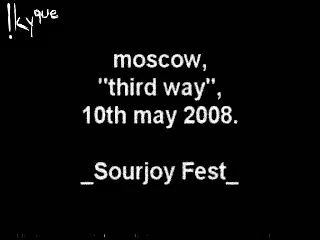 !kyque
moscow,
"third way",
10th may 2008.
_Sourjoy Fest_